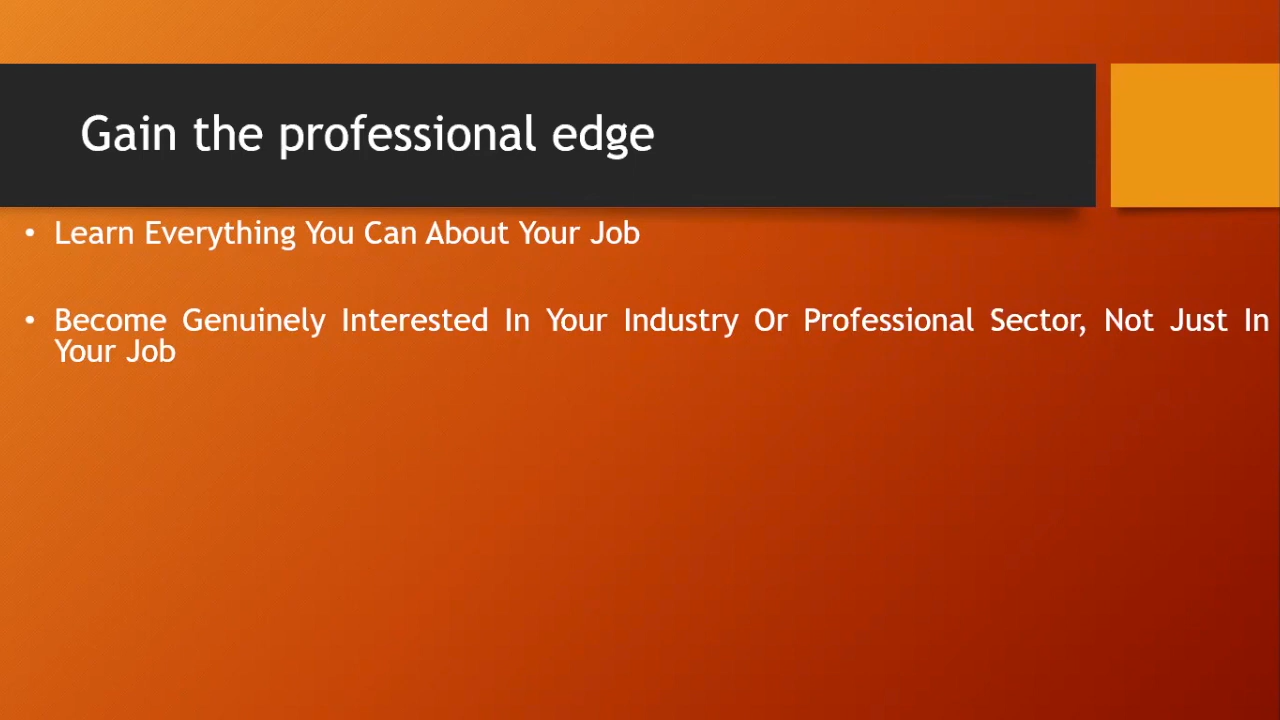 Gain the professional edge
• Learn Everything You Can About Your Job
• Become Genuinely Interested In Your Industry Or Professional Sector, Not Just In
Your Job